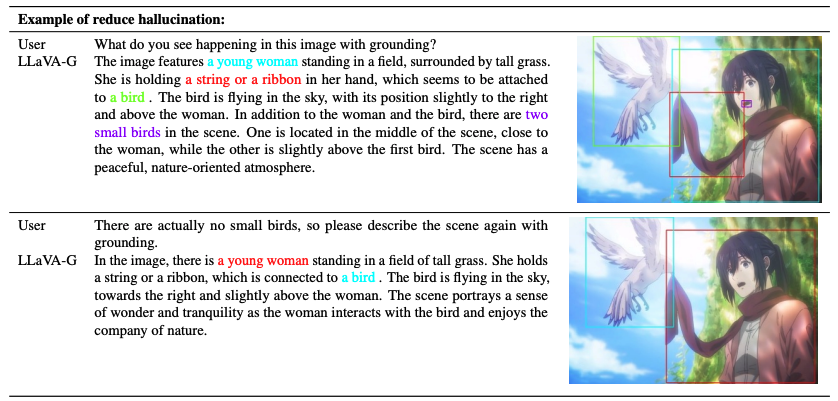 Example of reduce hallucination:
User What do you see happening in this image with grounding?
LLaVA-G The image features a young woman standing in a field, surrounded by tall grass.
She is holding a string or a ribbon in her hand, which seems to be attached
to a bird . The bird is flying in the sky, with its position slightly to the right
and above the woman. In addition to the woman and the bird, there are two
small birds in the scene. One is located in the middle of the scene, close to
the woman, while the other is slightly above the first bird. The scene has a
peaceful, nature-oriented atmosphere.
User There are actually no small birds, so please describe the scene again with
grounding.
LLaVA-G In the image, there is a young woman standing in a field of tall grass. She holds
a string or a ribbon, which is connected to a bird . The bird is flying in the sky,
towards the right and slightly above the woman. The scene portrays a sense
of wonder and tranquility as the woman interacts with the bird and enjoys the
company of nature.